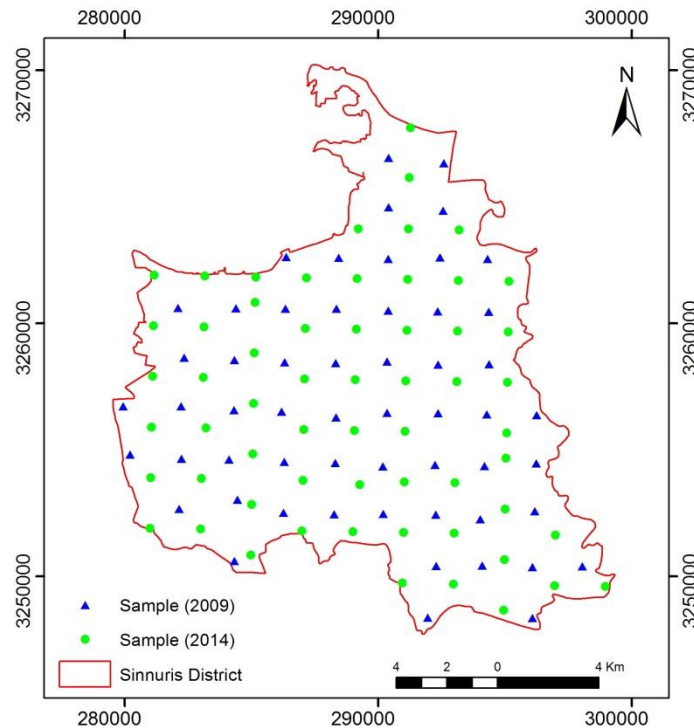 280000 290000 300000
3270000 3270000
N
3260000 3260000
3250000 3250000
Sample (2009)
Sample (2014)
Sinnuris District
4 2 0 4 Km
280000 290000 300000